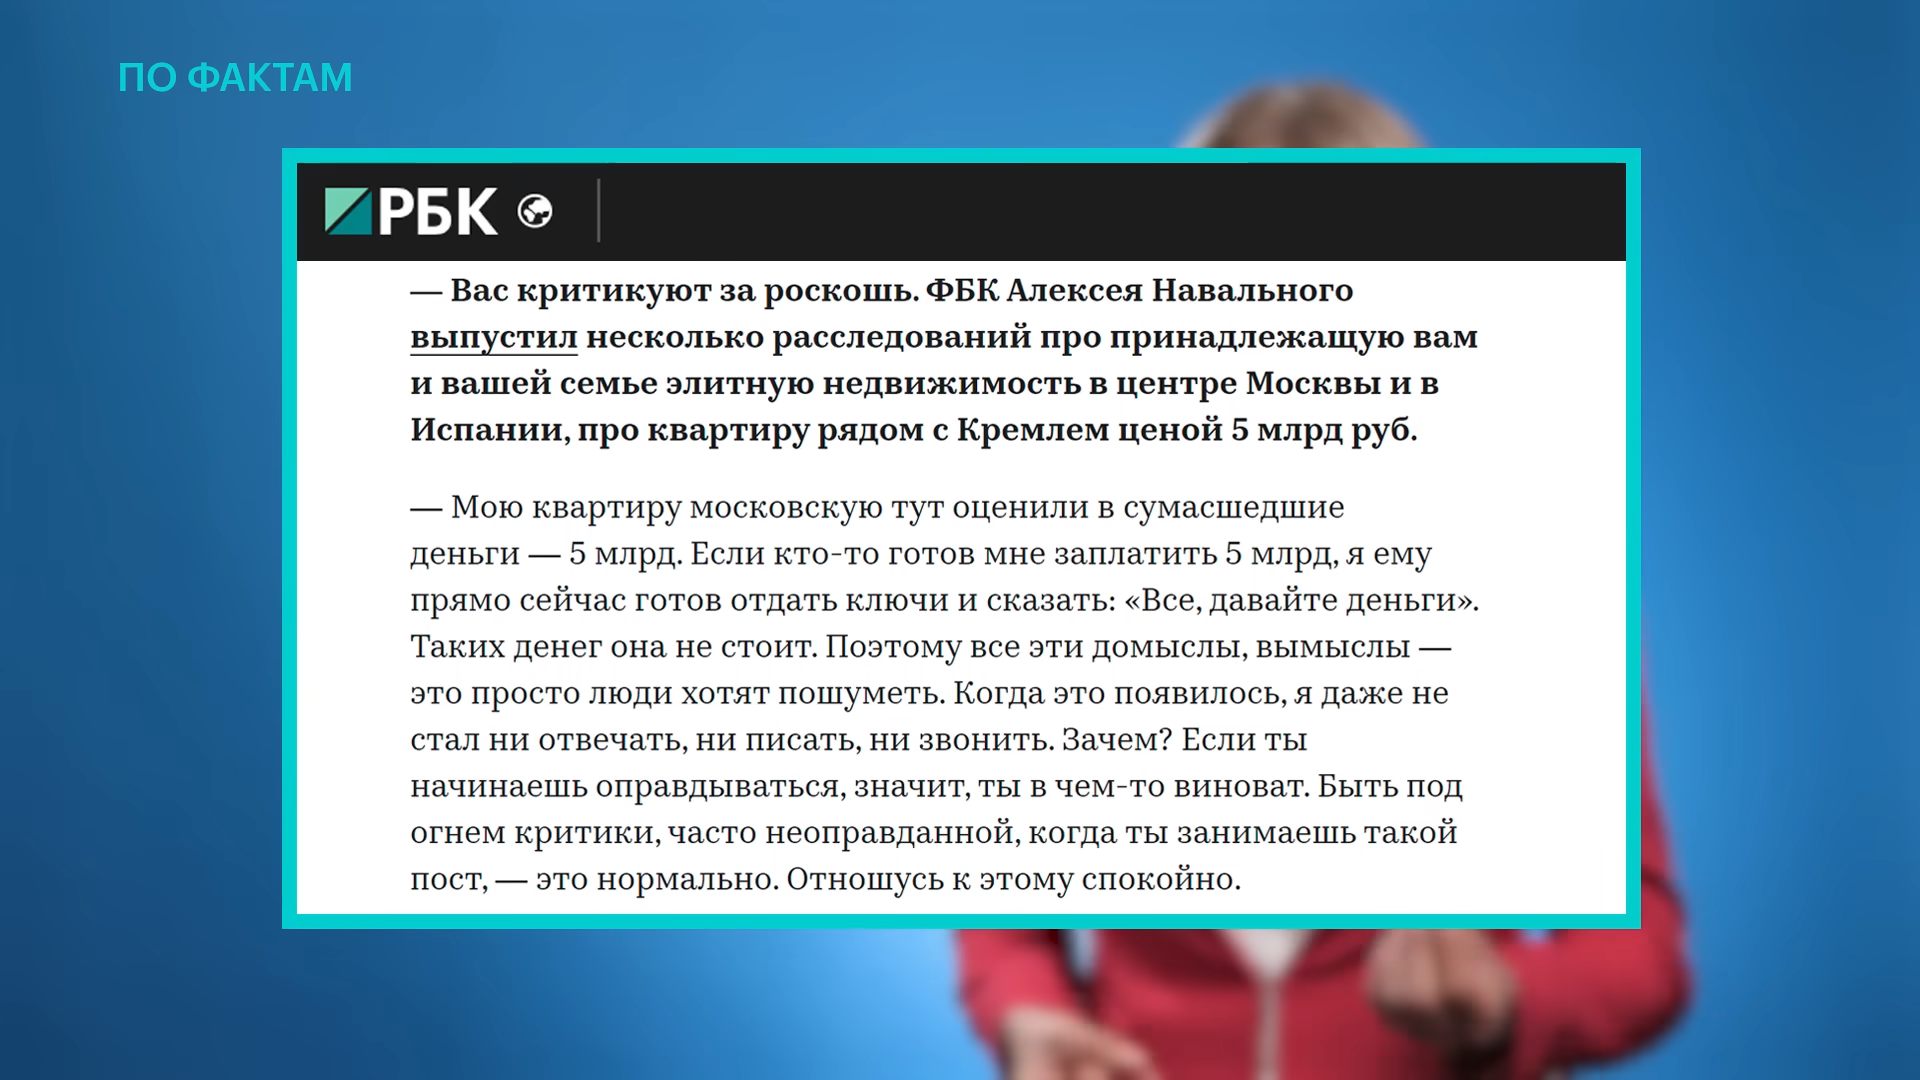 ПО ФАКТАМ
РБК
— Вас критикуют за роскошь. ФБК Алексея Навального
выпустил несколько расследований про принадлежащую вам
и вашей семье элитную недвижимость в центре Москвы и в
Испании, про квартиру рядом с Кремлем ценой 5 млрд руб.
— Мою квартиру московскую тут оценили в сумасшедшие
деньги — 5 млрд. Если кто-то готов мне заплатить 5 млрд, я ему
прямо сейчас готов отдать ключи и сказать: «Все, давайте деньги».
Таких денег она не стоит. Поэтому все эти домыслы, вымыслы —
это просто люди хотят пошуметь. Когда это появилось, я даже не
стал ни отвечать, ни писать, ни звонить. Зачем? Если ты
начинаешь оправдываться, значит, ты в чем-то виноват. Быть под
огнем критики, часто неоправданной, когда ты занимаешь такой
пост, — это нормально. Отношусь к этому спокойно.